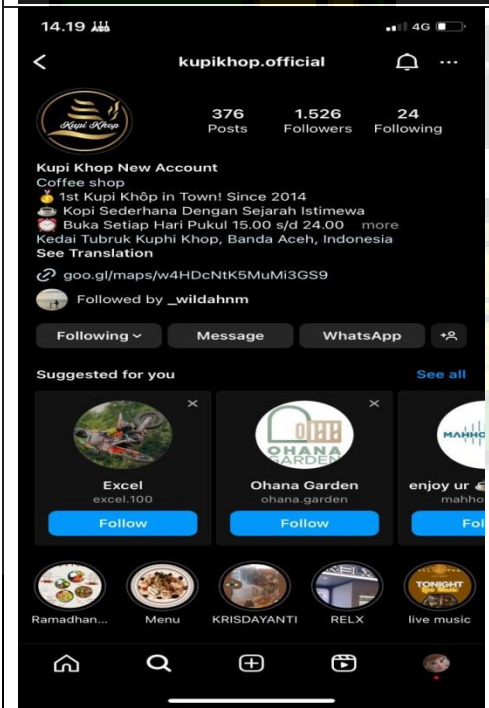 14.19
4G
kupikhop.official
Kupi Khop
376 1.526 24
Posts Followers Following
Kupi Khop New Account
Coffee shop
1st Kupi Khôp in Town! Since 2014
Kopi Sederhana Dengan Sejarah Istimewa
Buka Setiap Hari Pukul 15.00 s/d 24.00 more
Kedai Tubruk Kuphi Khop, Banda Aceh, Indonesia
See Translation
goo.gl/maps/w4HDcNtK5MuMi3GS9
Followed by _wildahnm
Following Message WhatsApp
Suggested for you See all
OHANA
GARDEN
MAHHO
Excel Ohana Garden enjoy ur
excel.100 ohana.garden mahho
Follow Follow Fol
RELX
TONIGHT
live Music
Ramadhan... Menu KRISDAYANTI RELX live music